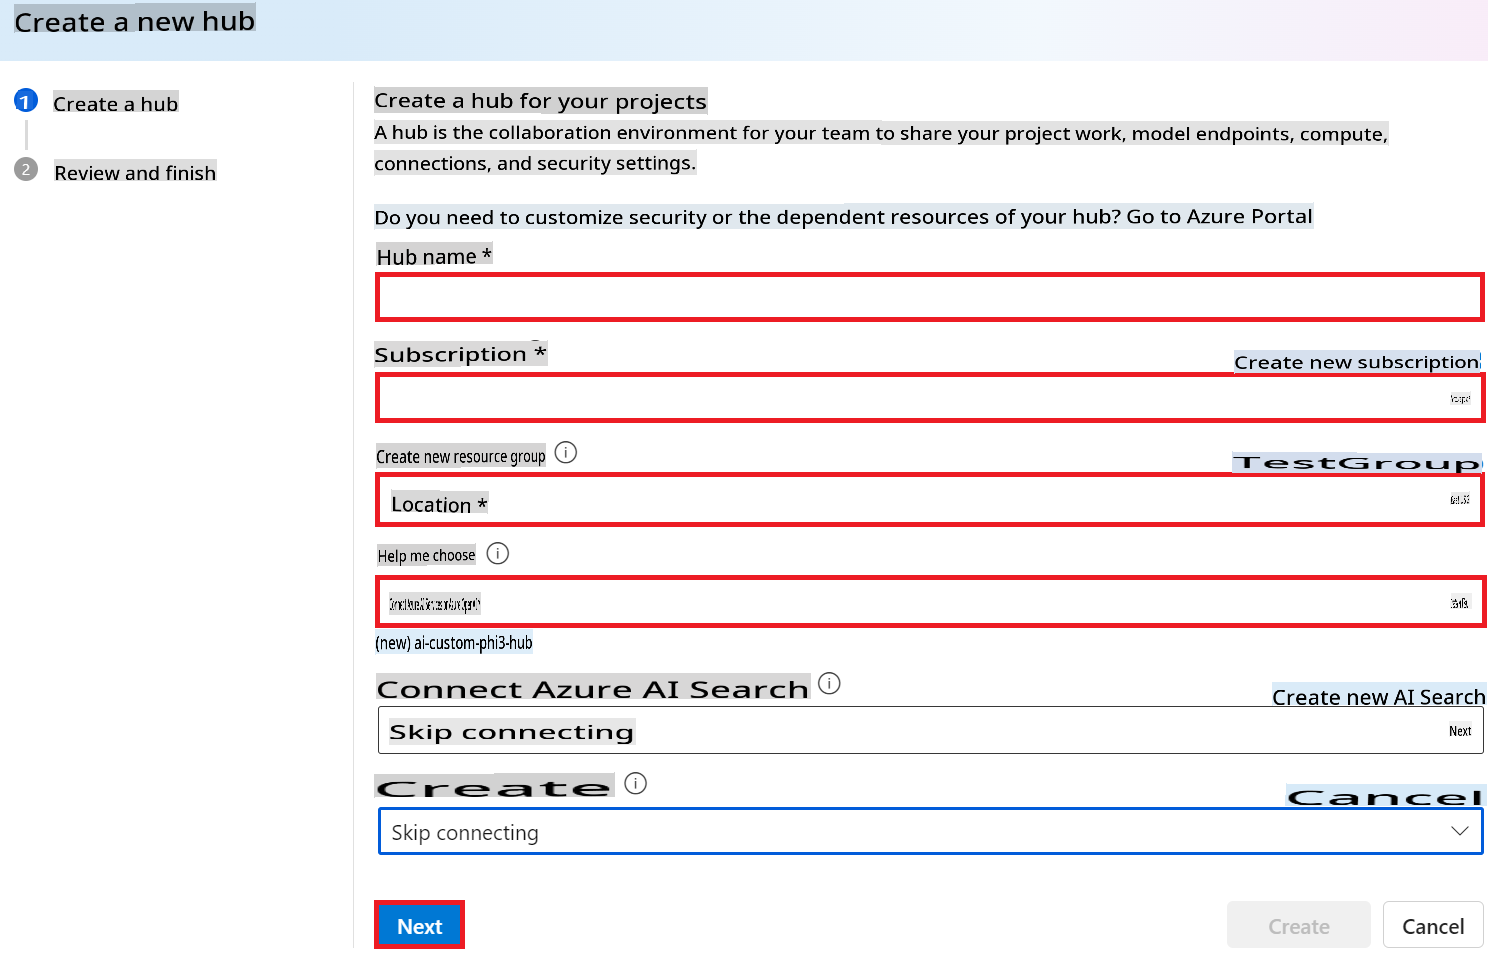 Create a new hub
1 Create a hub
2 Review and finish
Create a hub for your projects
A hub is the collaboration environment for your team to share your project work, model endpoints, compute,
connections, and security settings.
Do you need to customize security or the dependent resources of your hub? Go to Azure Portal
Hub name *
Subscription *
Create new subscription
Create new resource group
TestGroup
Location *
Help me choose
(new) ai-custom-phi3-hub
Connect Azure AI Search
Create new AI Search
Skip connecting
Next
Create
Cancel
Skip connecting
Next
Create
Cancel